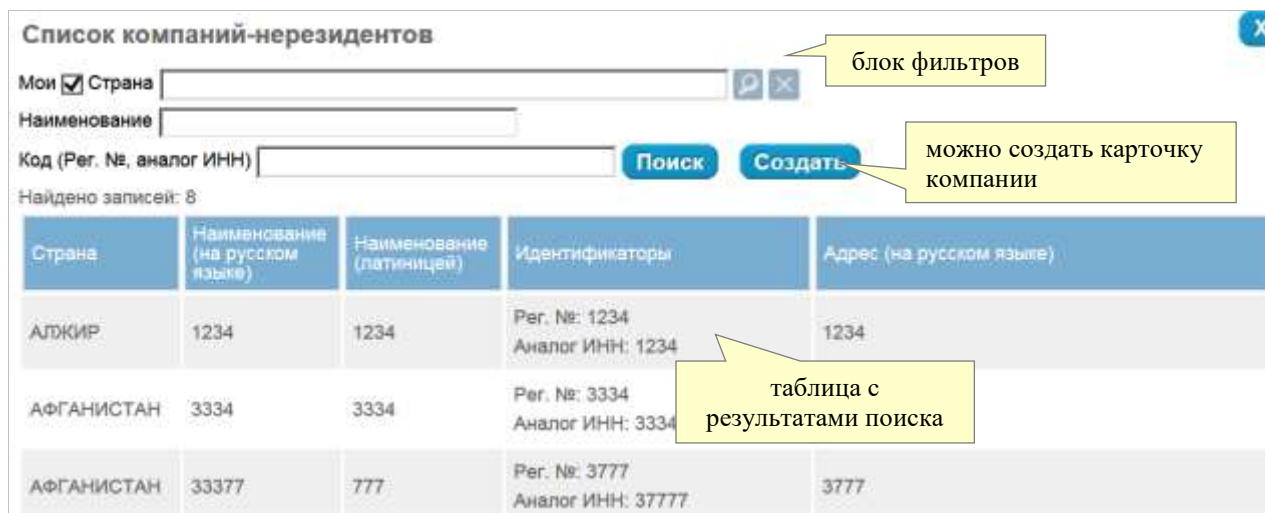 Список компаний-нерезидентов
X
блок фильтров
Мои Страна
Наименование
Код (Рег. №, аналог ИНН) Поиск Создать
можно создать карточку
компании
Найдено записей: 8
Страна
Наименование
(на русском
языке)
Наименование
(латиницей)
Идентификаторы
Адрес (на русском языке)
АЛЖИР 1234 1234
Рег. №: 1234
Аналог ИНН: 1234
1234
таблица с
результатами поиска
АФГАНИСТАН 3334 3334
Рег. №: 3334
Аналог ИНН: 3334
АФГАНИСТАН 33377 777
Рег. №: 3777
Аналог ИНН: 37777
3777